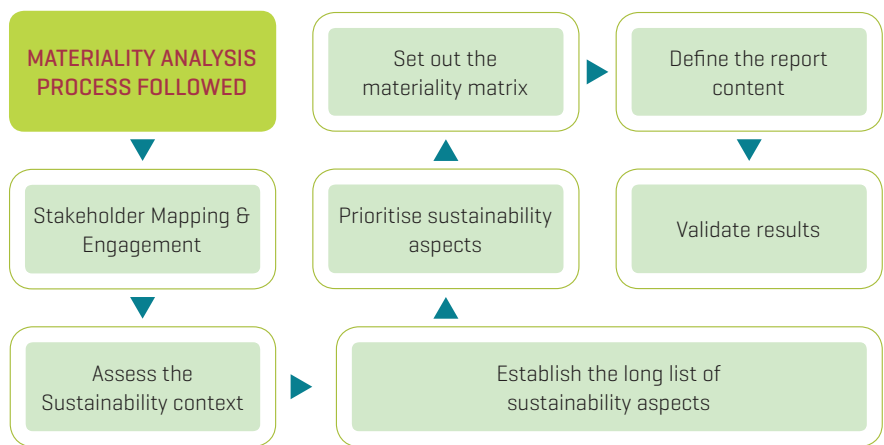 MATERIALITY ANALYSIS
PROCESS FOLLOWED
Stakeholder Mapping &
Engagement
Assess the
Sustainability context
Establish the long list of
sustainability aspects
Prioritise sustainability
aspects
Set out the
materiality matrix
Define the report
content
Validate results